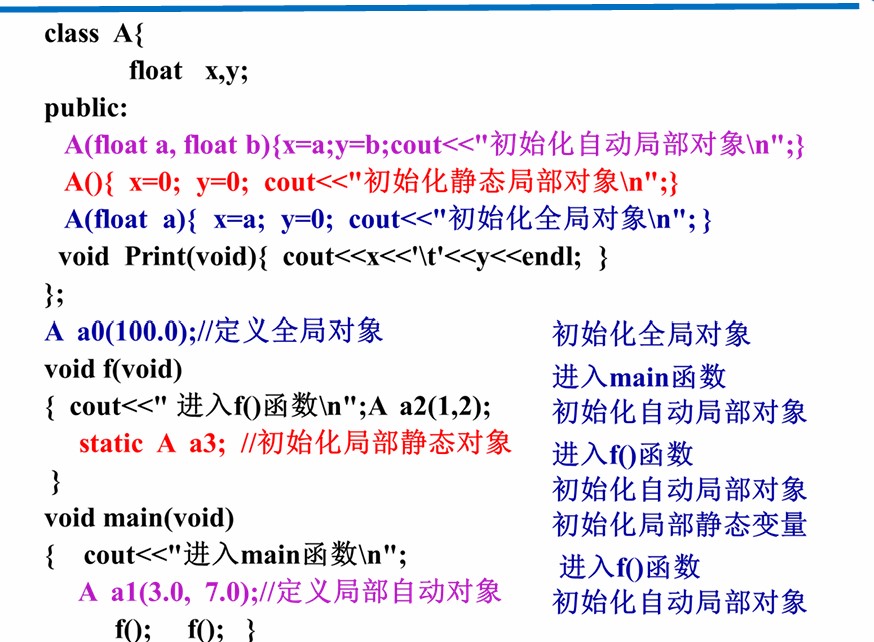 class A{
float x,y;
public:
A(float a, float b){x=a;y=b;cout<<"初始化自动局部对象\n";}
A(){ x=0; y=0; cout<<"初始化静态局部对象\n";}
A(float a){ x=a; y=0; cout<<"初始化全局对象\n"; }
void Print(void){ cout<<x<<'\t'<<y<<endl; }
};
A a0(100.0);//定义全局对象
void f(void)
{ cout<<" 进入f()函数\n";A a2(1,2);
static A a3; //初始化局部静态对象
}
void main(void)
{ cout<<"进入main函数\n";
A a1(3.0, 7.0);//定义局部自动对象
f(); f(); }
初始化全局对象
进入main函数
初始化自动局部对象
进入f()函数
初始化自动局部对象
初始化局部静态变量
进入f()函数
初始化自动局部对象